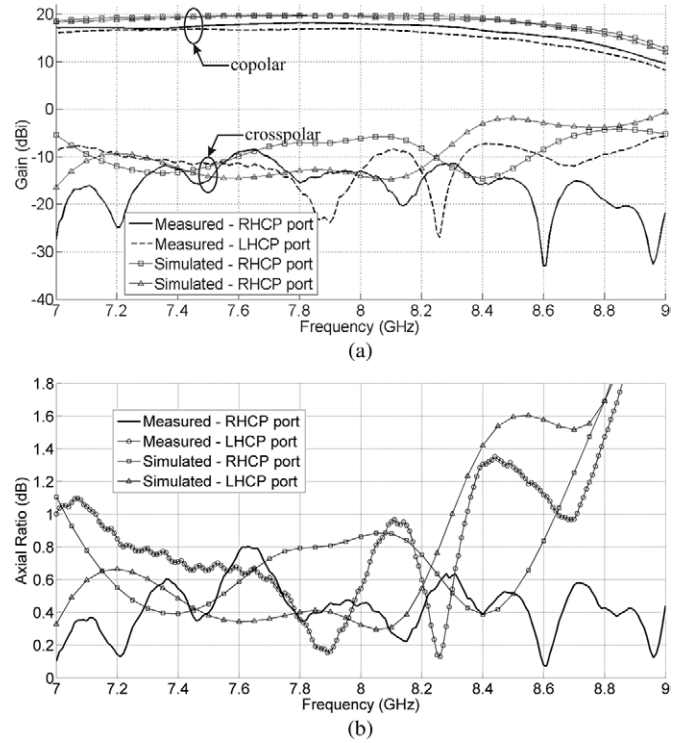 20
10
0
-10
-20
-30
-40
Gain (dBi)
copolar
crosspolar
Measured - RHCP port
Measured - LHCP port
Simulated - RHCP port
Simulated - RHCP port
7 7.2 7.4 7.6 7.8 8 8.2 8.4 8.6 8.8 9
Frequency (GHz)
(a)
1.8
1.6
1.4
1.2
1
0.8
0.6
0.4
0.2
0
Axial Ratio (dB)
Measured - RHCP port
Measured - LHCP port
Simulated - RHCP port
Simulated - LHCP port
7 7.2 7.4 7.6 7.8 8 8.2 8.4 8.6 8.8 9
Frequency (GHz)
(b)